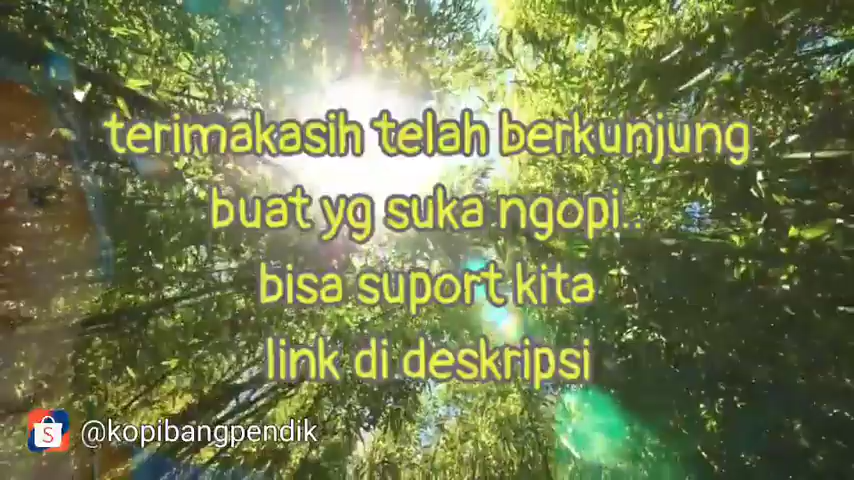 terimakasih telah berkunjung
buat yg suka ngopi..
bisa suport kita
link di deskripsi
@kopibangpendik